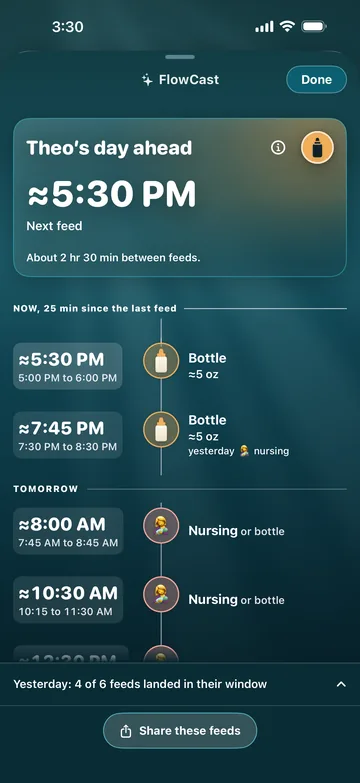 3:30
FlowCast
Done
Theo's day ahead
≈5:30 PM
Next feed
About 2 hr 30 min between feeds.
NOW, 25 min since the last feed
≈5:30 PM
5:00 PM to 6:00 PM
Bottle
≈5 oz
≈7:45 PM
7:30 PM to 8:30 PM
Bottle
≈5 oz
yesterday 🤱 nursing
TOMORROW
≈8:00 AM
7:45 AM to 8:45 AM
Nursing or bottle
≈10:30 AM
10:15 to 11:30 AM
Nursing or bottle
Yesterday: 4 of 6 feeds landed in their window
Share these feeds